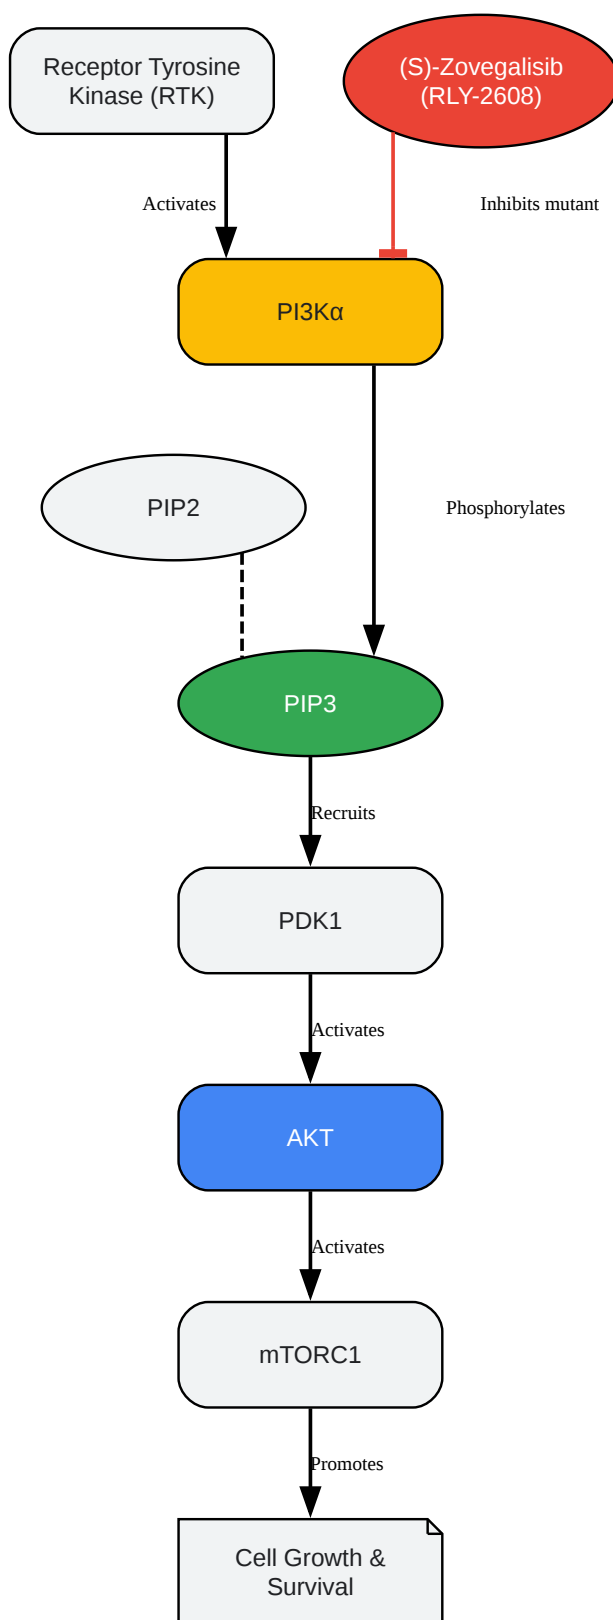 Receptor Tyrosine
Kinase (RTK)
(S)-Zovegalisib
(RLY-2608)
Activates
Inhibits mutant
PI3Kα
PIP2
Phosphorylates
PIP3
Recruits
PDK1
Activates
AKT
Activates
mTORC1
Promotes
Cell Growth &
Survival